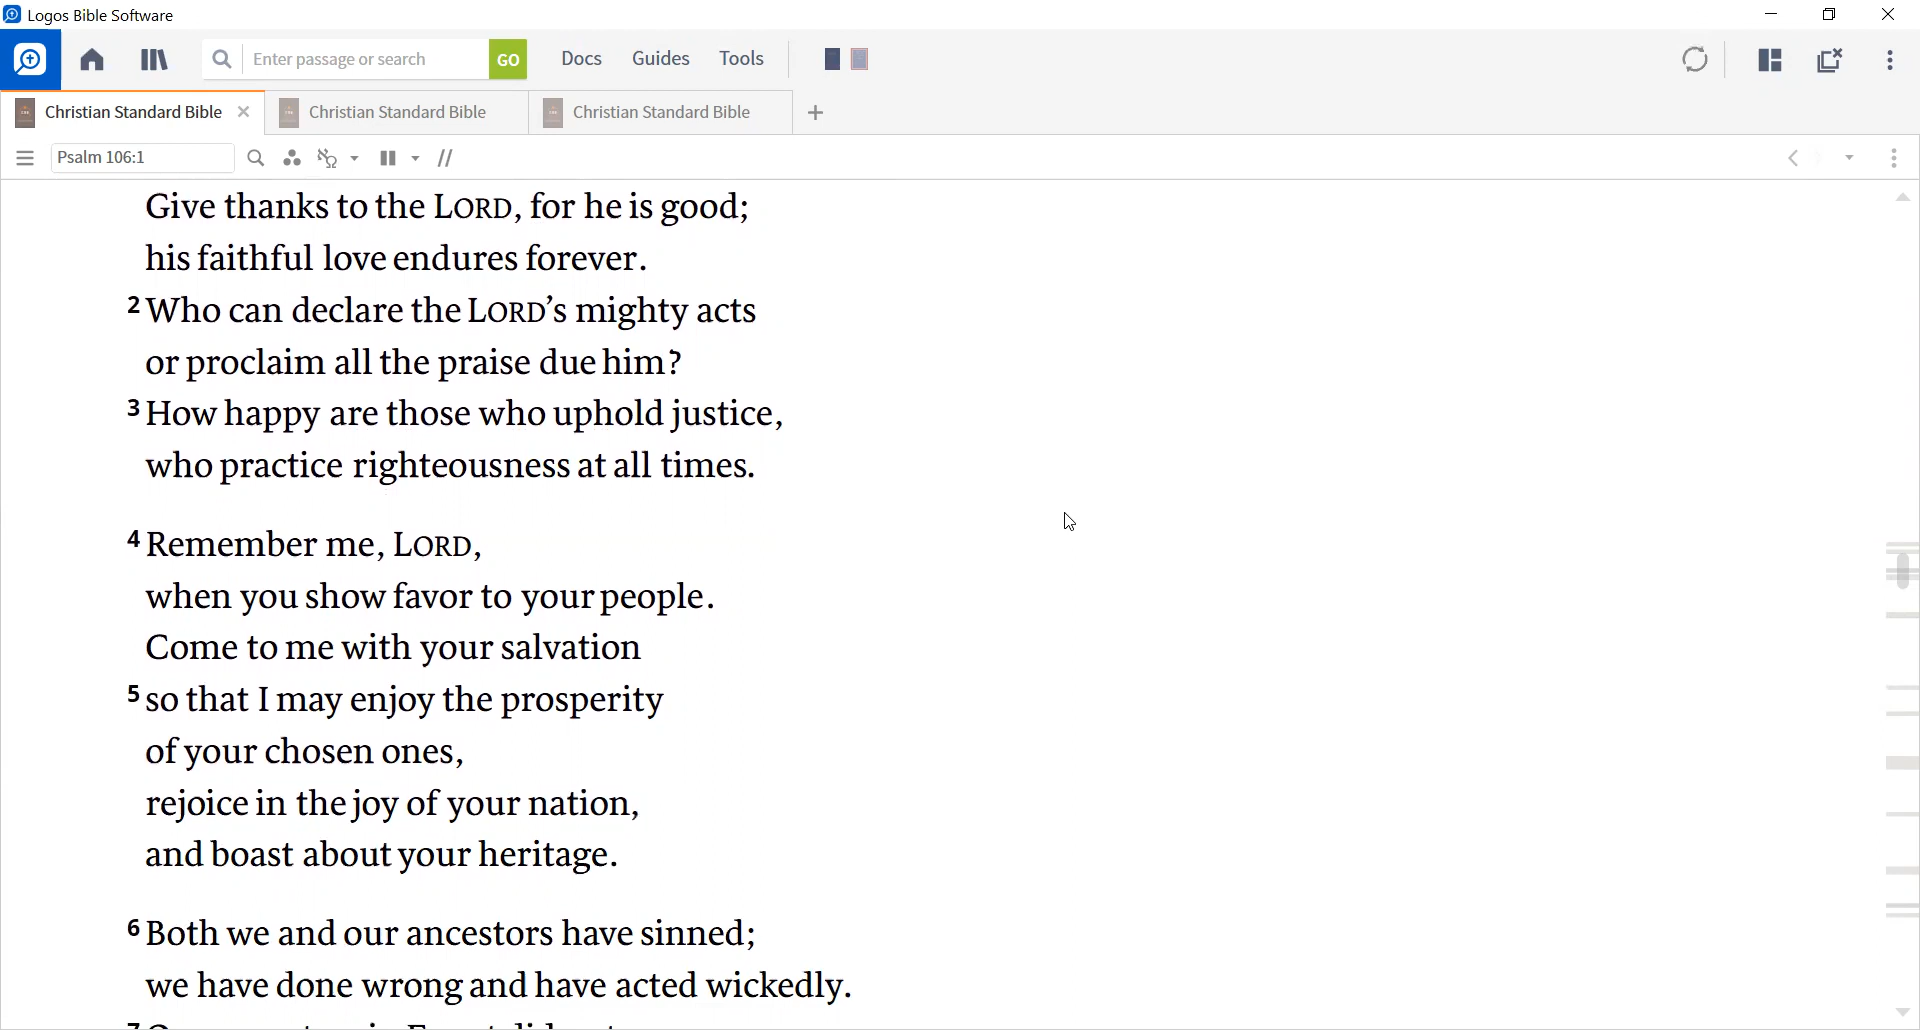 Logos Bible Software
Enter passage or search
GO
Docs
Guides
Tools
Christian Standard Bible
Christian Standard Bible
Christian Standard Bible
Psalm 106:1
Give thanks to the LORD, for he is good;
his faithful love endures forever.
2 Who can declare the LORD’s mighty acts
or proclaim all the praise due him?
3 How happy are those who uphold justice,
who practice righteousness at all times.
4 Remember me, LORD,
when you show favor to your people.
Come to me with your salvation
5 so that I may enjoy the prosperity
of your chosen ones,
rejoice in the joy of your nation,
and boast about your heritage.
6 Both we and our ancestors have sinned;
we have done wrong and have acted wickedly.